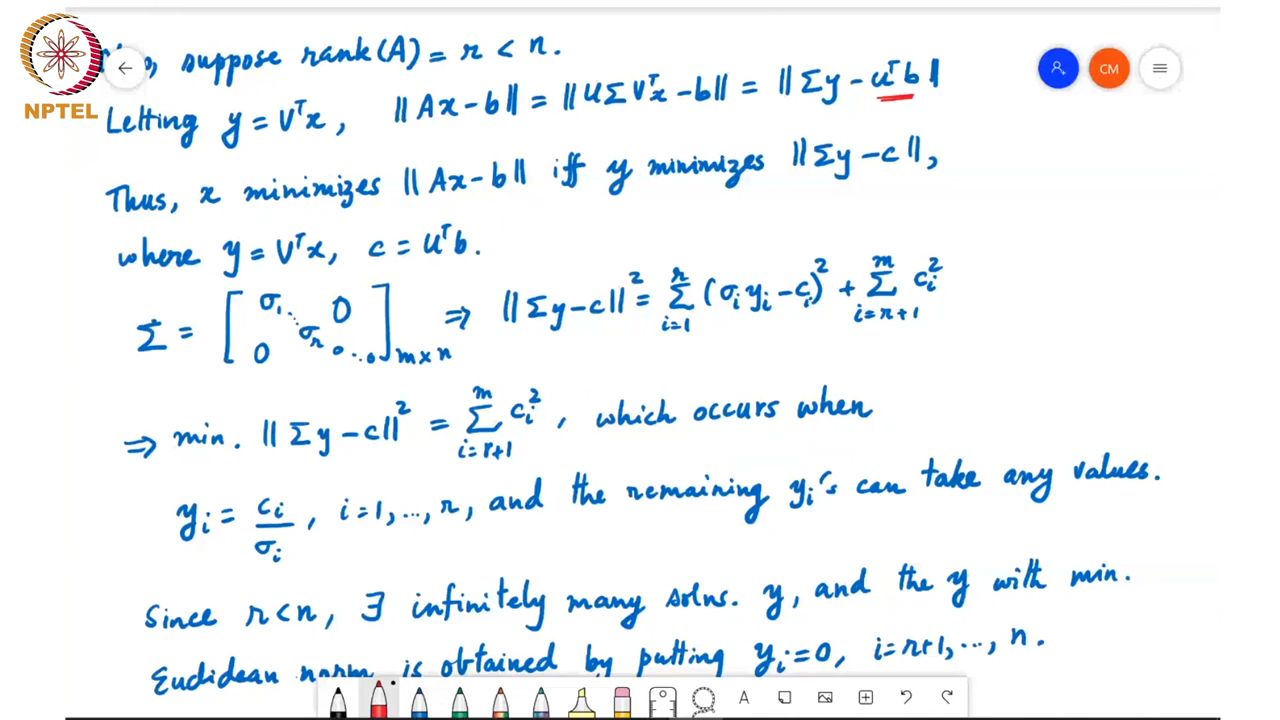 suppose rank(A) = r < n.
Letting y = Vᵀx, ‖Ax − b‖ = ‖UΣVᵀx − b‖ = ‖Σy − Uᵀb‖
Thus, x minimizes ‖Ax − b‖ iff y minimizes ‖Σy − c‖,
where y = Vᵀx, c = Uᵀb.
Σ = [σ₁ ⋱ σᵣ 0 ⋱ 0, 0, 0]ₘₓₙ ⇒ ‖Σy − c‖² = Σᵢ₌₁ʳ (σᵢyᵢ − cᵢ)² + Σᵢ₌ᵣ₊₁ᵐ cᵢ²
⇒ min. ‖Σy − c‖² = Σᵢ₌ᵣ₊₁ᵐ cᵢ², which occurs when
yᵢ = cᵢ/σᵢ, i=1, ..., r, and the remaining yᵢ's can take any values.
Since r < n, ∃ infinitely many solns. y, and the y with min.
Euclidean norm is obtained by putting yᵢ = 0, i = r+1, ..., n.
NPTEL
CM
A